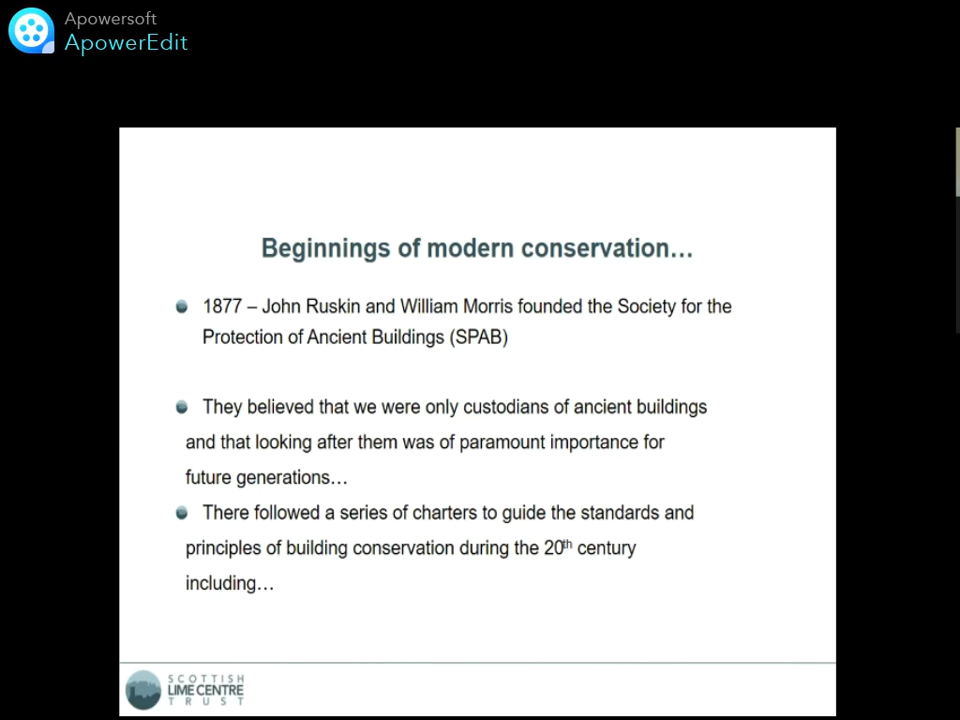 Apowersoft
ApowerEdit
Beginnings of modern conservation…
1877 – John Ruskin and William Morris founded the Society for the
Protection of Ancient Buildings (SPAB)
They believed that we were only custodians of ancient buildings
and that looking after them was of paramount importance for
future generations…
There followed a series of charters to guide the standards and
principles of building conservation during the 20th century
including…
SCOTTISH
LIME CENTRE
TRUST